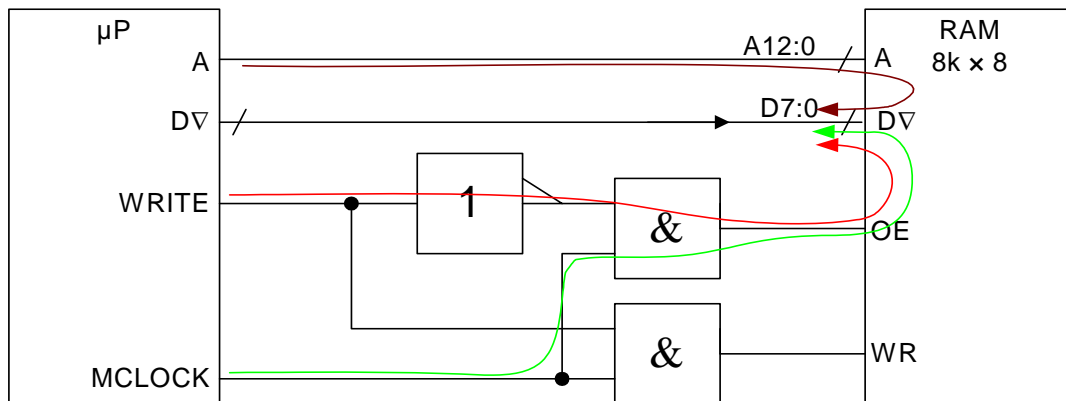 µP
RAM
8k × 8
A
A12:0
A
D∇
D7:0
D∇
WRITE
1
&
OE
&
WR
MCLOCK